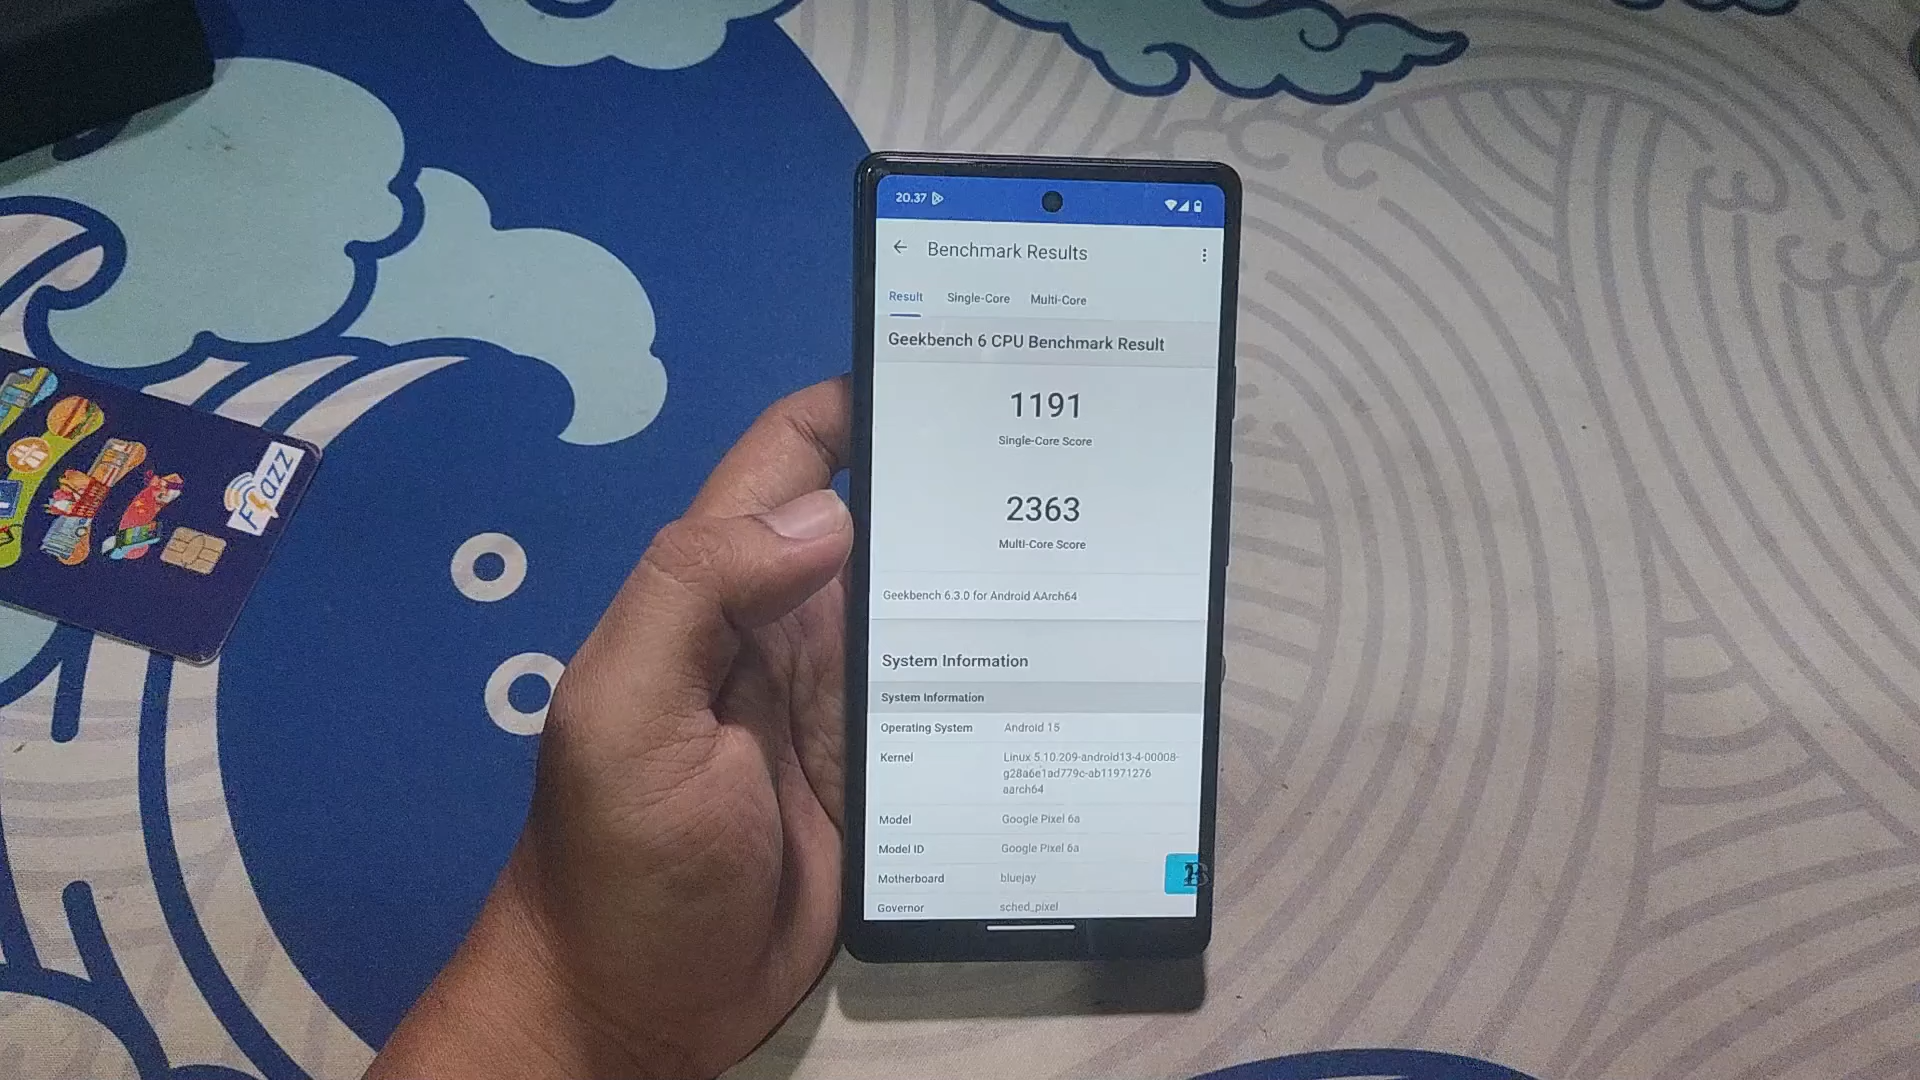 20.37
Benchmark Results
Result Single-Core Multi-Core
Geekbench 6 CPU Benchmark Result
1191
Single-Core Score
2363
Multi-Core Score
Geekbench 6.3.0 for Android AArch64
System Information
System Information
Operating System Android 15
Kernel Linux 5.10.209-android13-4-00008-
g28a6e1ad779c-ab11971276
aarch64
Model Google Pixel 6a
Model ID Google Pixel 6a
Motherboard bluejay
Governor sched_pixel
Flazz
B